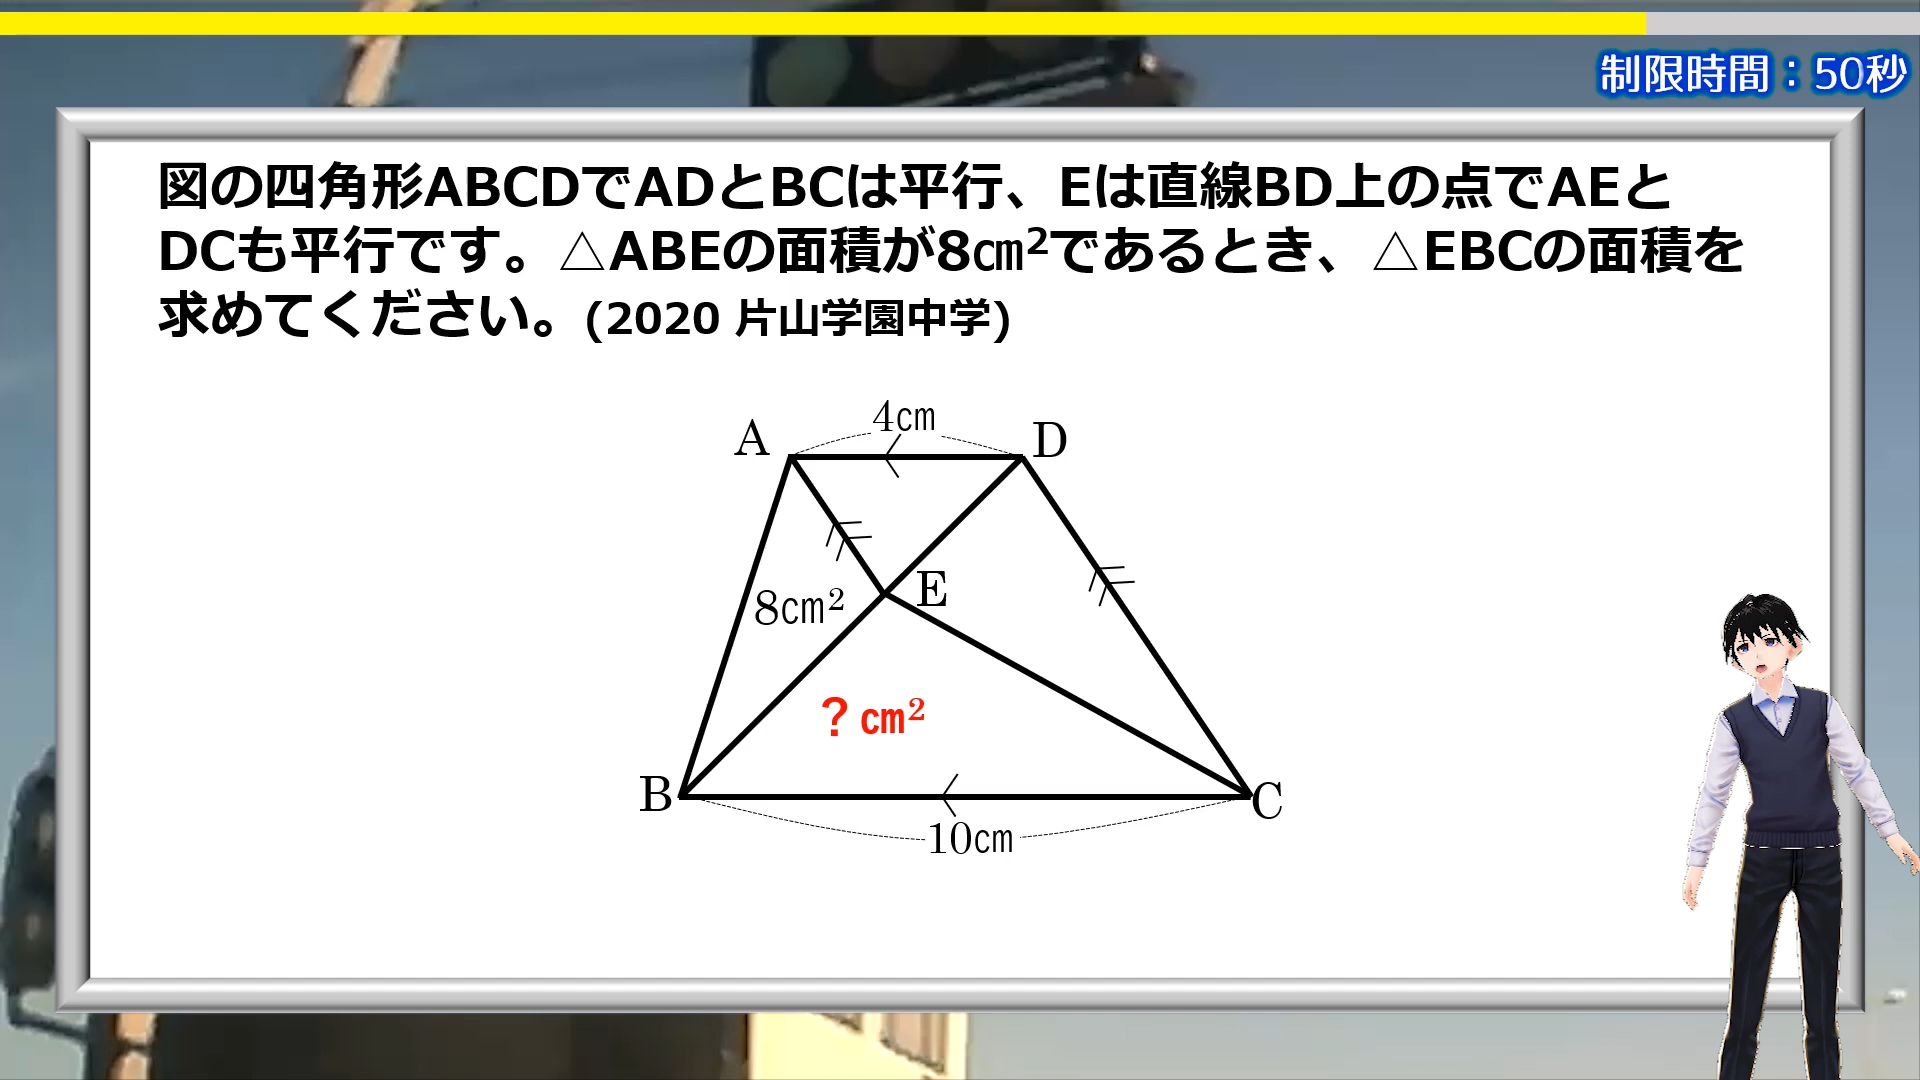 制限時間：50秒
図の四角形ABCDでADとBCは平行、Eは直線BD上の点でAEと
DCも平行です。△ABEの面積が8㎠であるとき、△EBCの面積を
求めてください。(2020 片山学園中学)
4cm
A
D
E
8cm²
？cm²
B
C
10cm